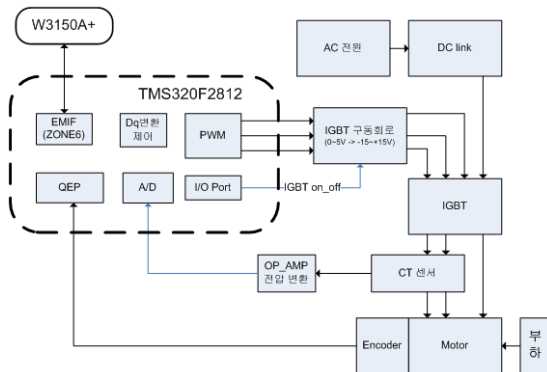 W3150A+
AC 전원
DC link
TMS320F2812
EMIF
(ZONE6)
Dq변환
제어
PWM
IGBT 구동회로
(0~5V -> -15~+15V)
QEP
A/D
I/O Port
IGBT on_off
IGBT
OP_AMP
전압 변환
CT 센서
Encoder
Motor
부
하